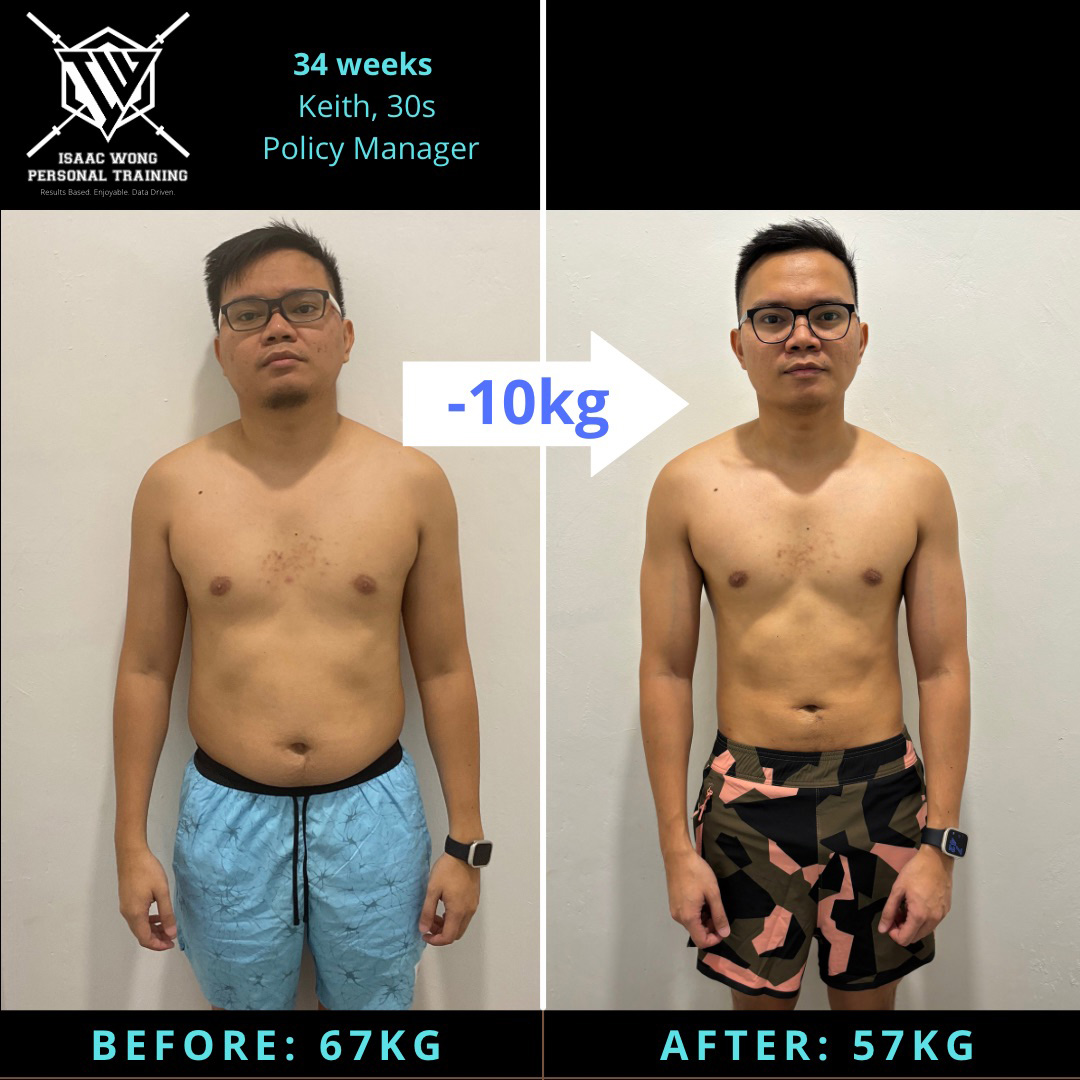 ISAAC WONG
PERSONAL TRAINING
Results Based. Enjoyable. Data Driven.
34 weeks
Keith, 30s
Policy Manager
-10kg
BEFORE: 67KG
AFTER: 57KG